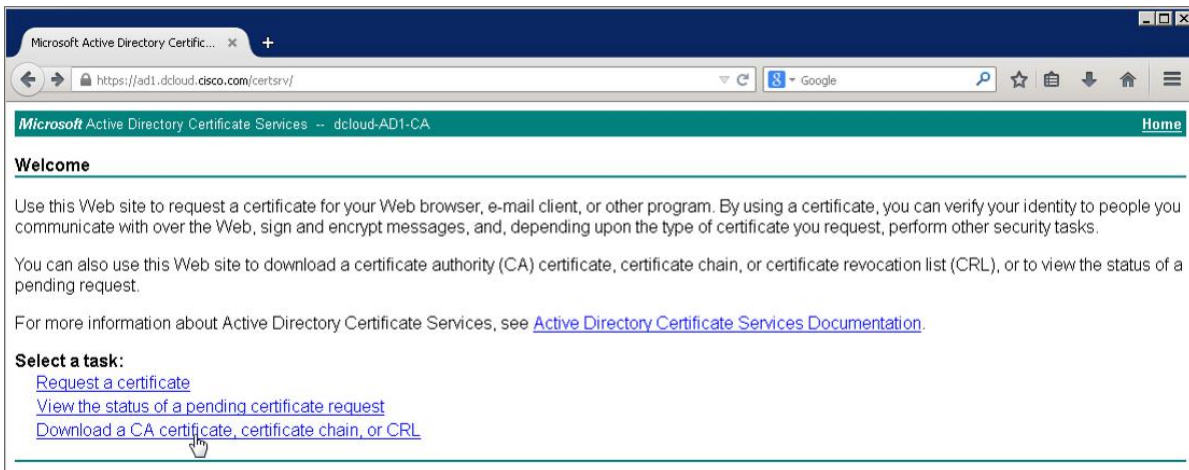 Microsoft Active Directory Certific...
https://ad1.dcloud.cisco.com/certsrv/
Google
Microsoft Active Directory Certificate Services -- dcloud-AD1-CA Home
Welcome
Use this Web site to request a certificate for your Web browser, e-mail client, or other program. By using a certificate, you can verify your identity to people you
communicate with over the Web, sign and encrypt messages, and, depending upon the type of certificate you request, perform other security tasks.
You can also use this Web site to download a certificate authority (CA) certificate, certificate chain, or certificate revocation list (CRL), or to view the status of a
pending request.
For more information about Active Directory Certificate Services, see Active Directory Certificate Services Documentation.
Select a task:
Request a certificate
View the status of a pending certificate request
Download a CA certificate, certificate chain, or CRL